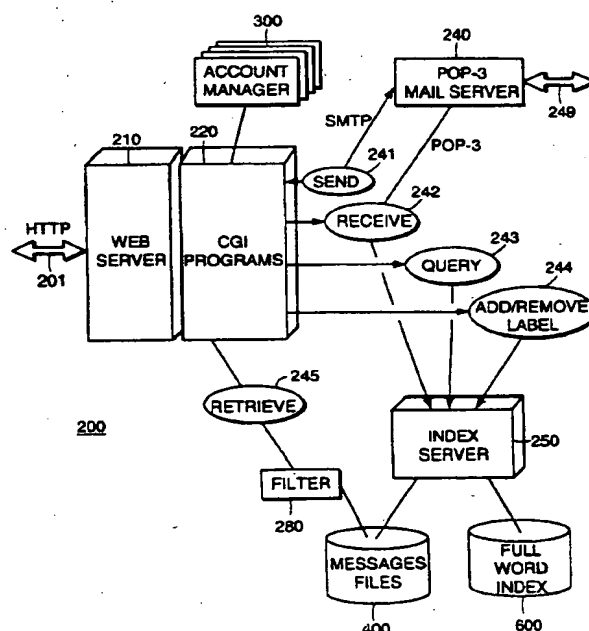 300
ACCOUNT
MANAGER
240
POP-3
MAIL SERVER
249
SMTP
POP-3
210
220
241
SEND
242
RECEIVE
HTTP
201
WEB
SERVER
CGI
PROGRAMS
243
QUERY
244
ADD/REMOVE
LABEL
245
RETRIEVE
200
INDEX
SERVER
250
FILTER
280
MESSAGES
FILES
400
FULL
WORD
INDEX
600